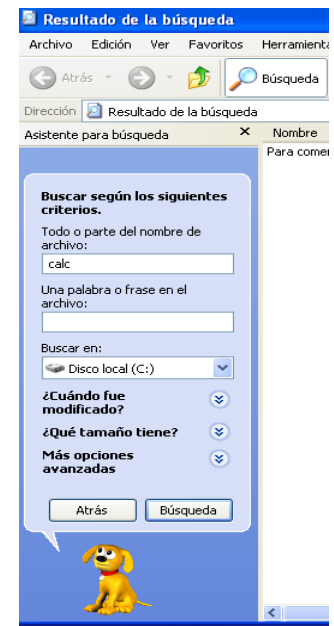 Resultado de la búsqueda
Archivo Edición Ver Favoritos Herramienta
Atrás Búsqueda
Dirección Resultado de la búsqueda
Asistente para búsqueda Nombre
Para comer
Buscar según los siguientes
criterios.
Todo o parte del nombre de
archivo:
calc
Una palabra o frase en el
archivo:
Buscar en:
Disco local (C:)
¿Cuándo fue
modificado?
¿Qué tamaño tiene?
Más opciones
avanzadas
Atrás Búsqueda